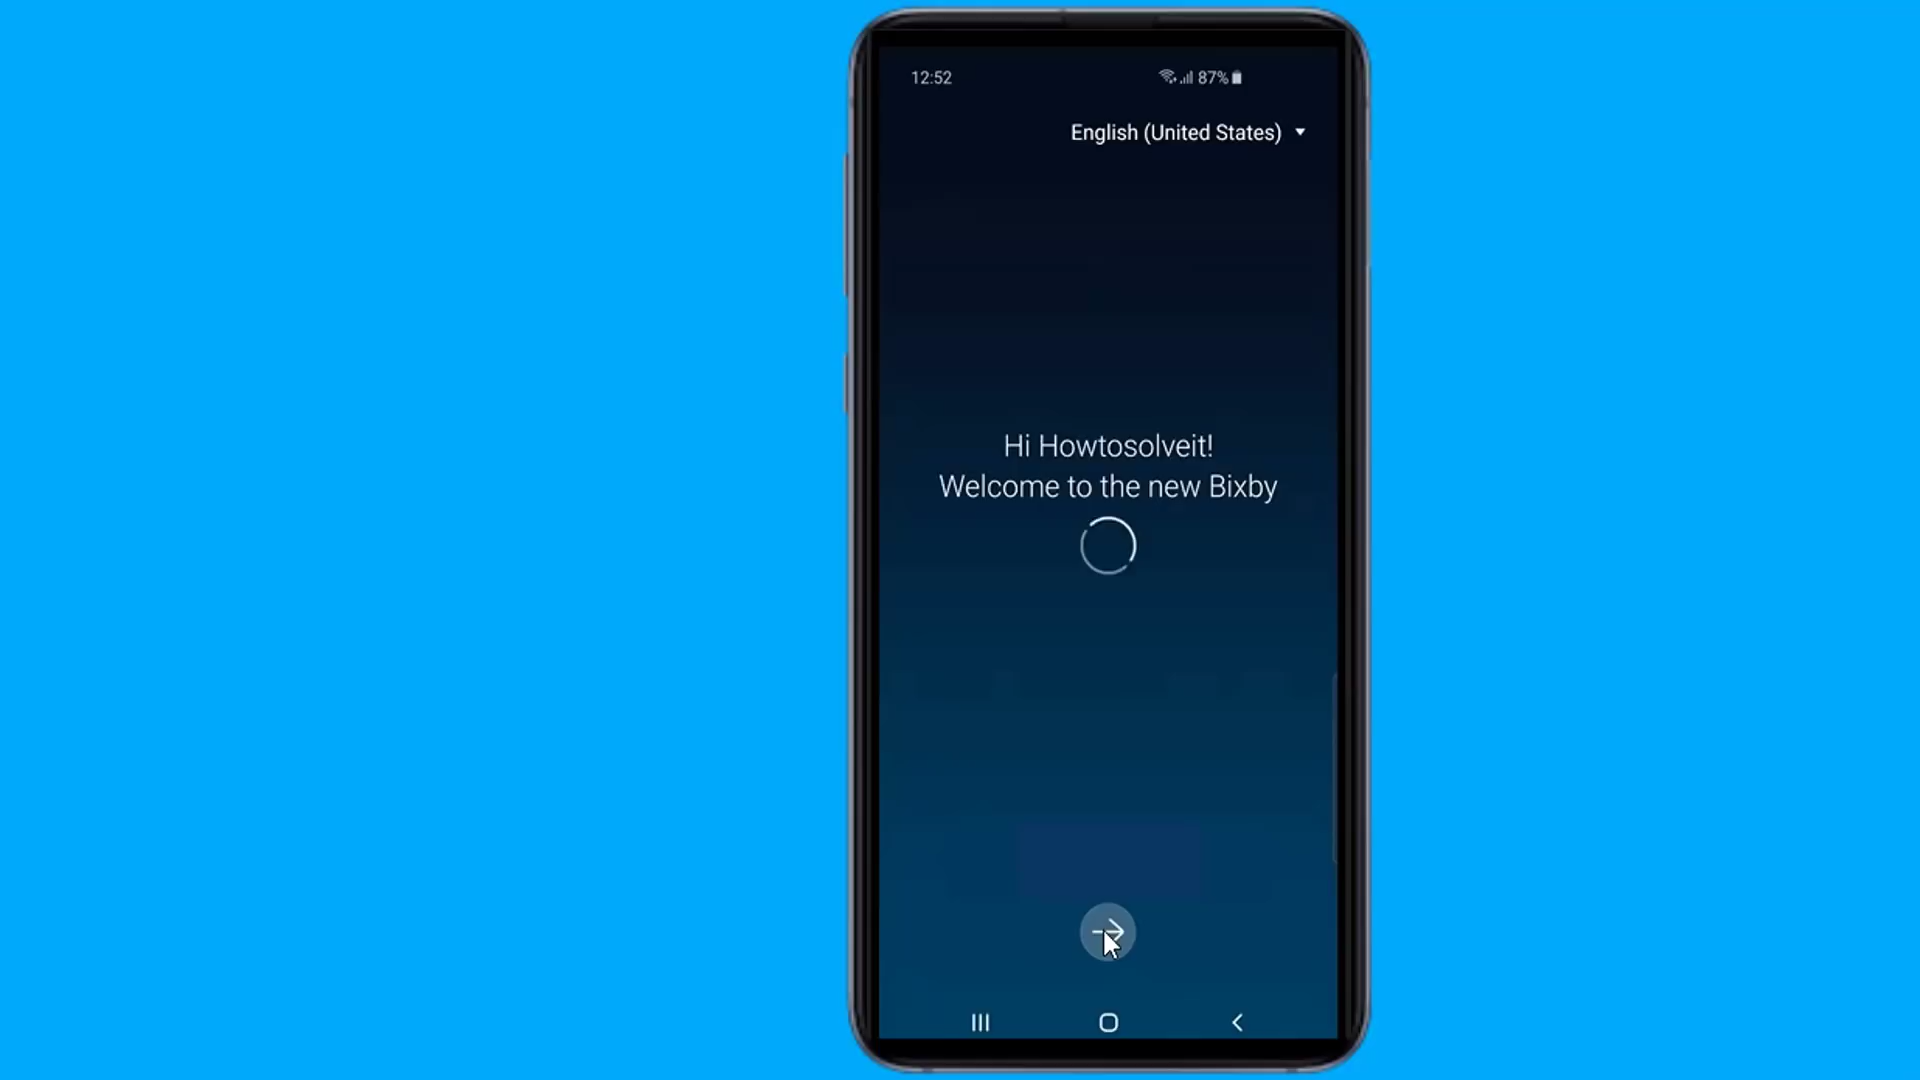 12:52
87%
English (United States)
Hi Howtosolveit!
Welcome to the new Bixby